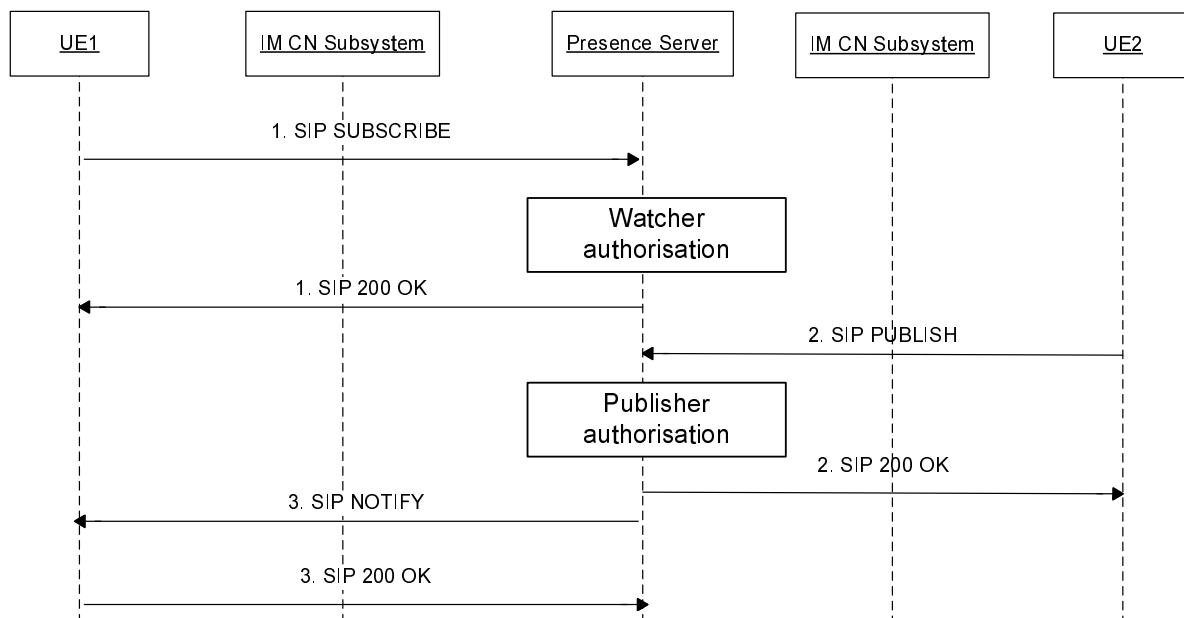 UE1
IM CN Subsystem
Presence Server
IM CN Subsystem
UE2
1. SIP SUBSCRIBE
Watcher
authorisation
1. SIP 200 OK
2. SIP PUBLISH
Publisher
authorisation
2. SIP 200 OK
3. SIP NOTIFY
3. SIP 200 OK